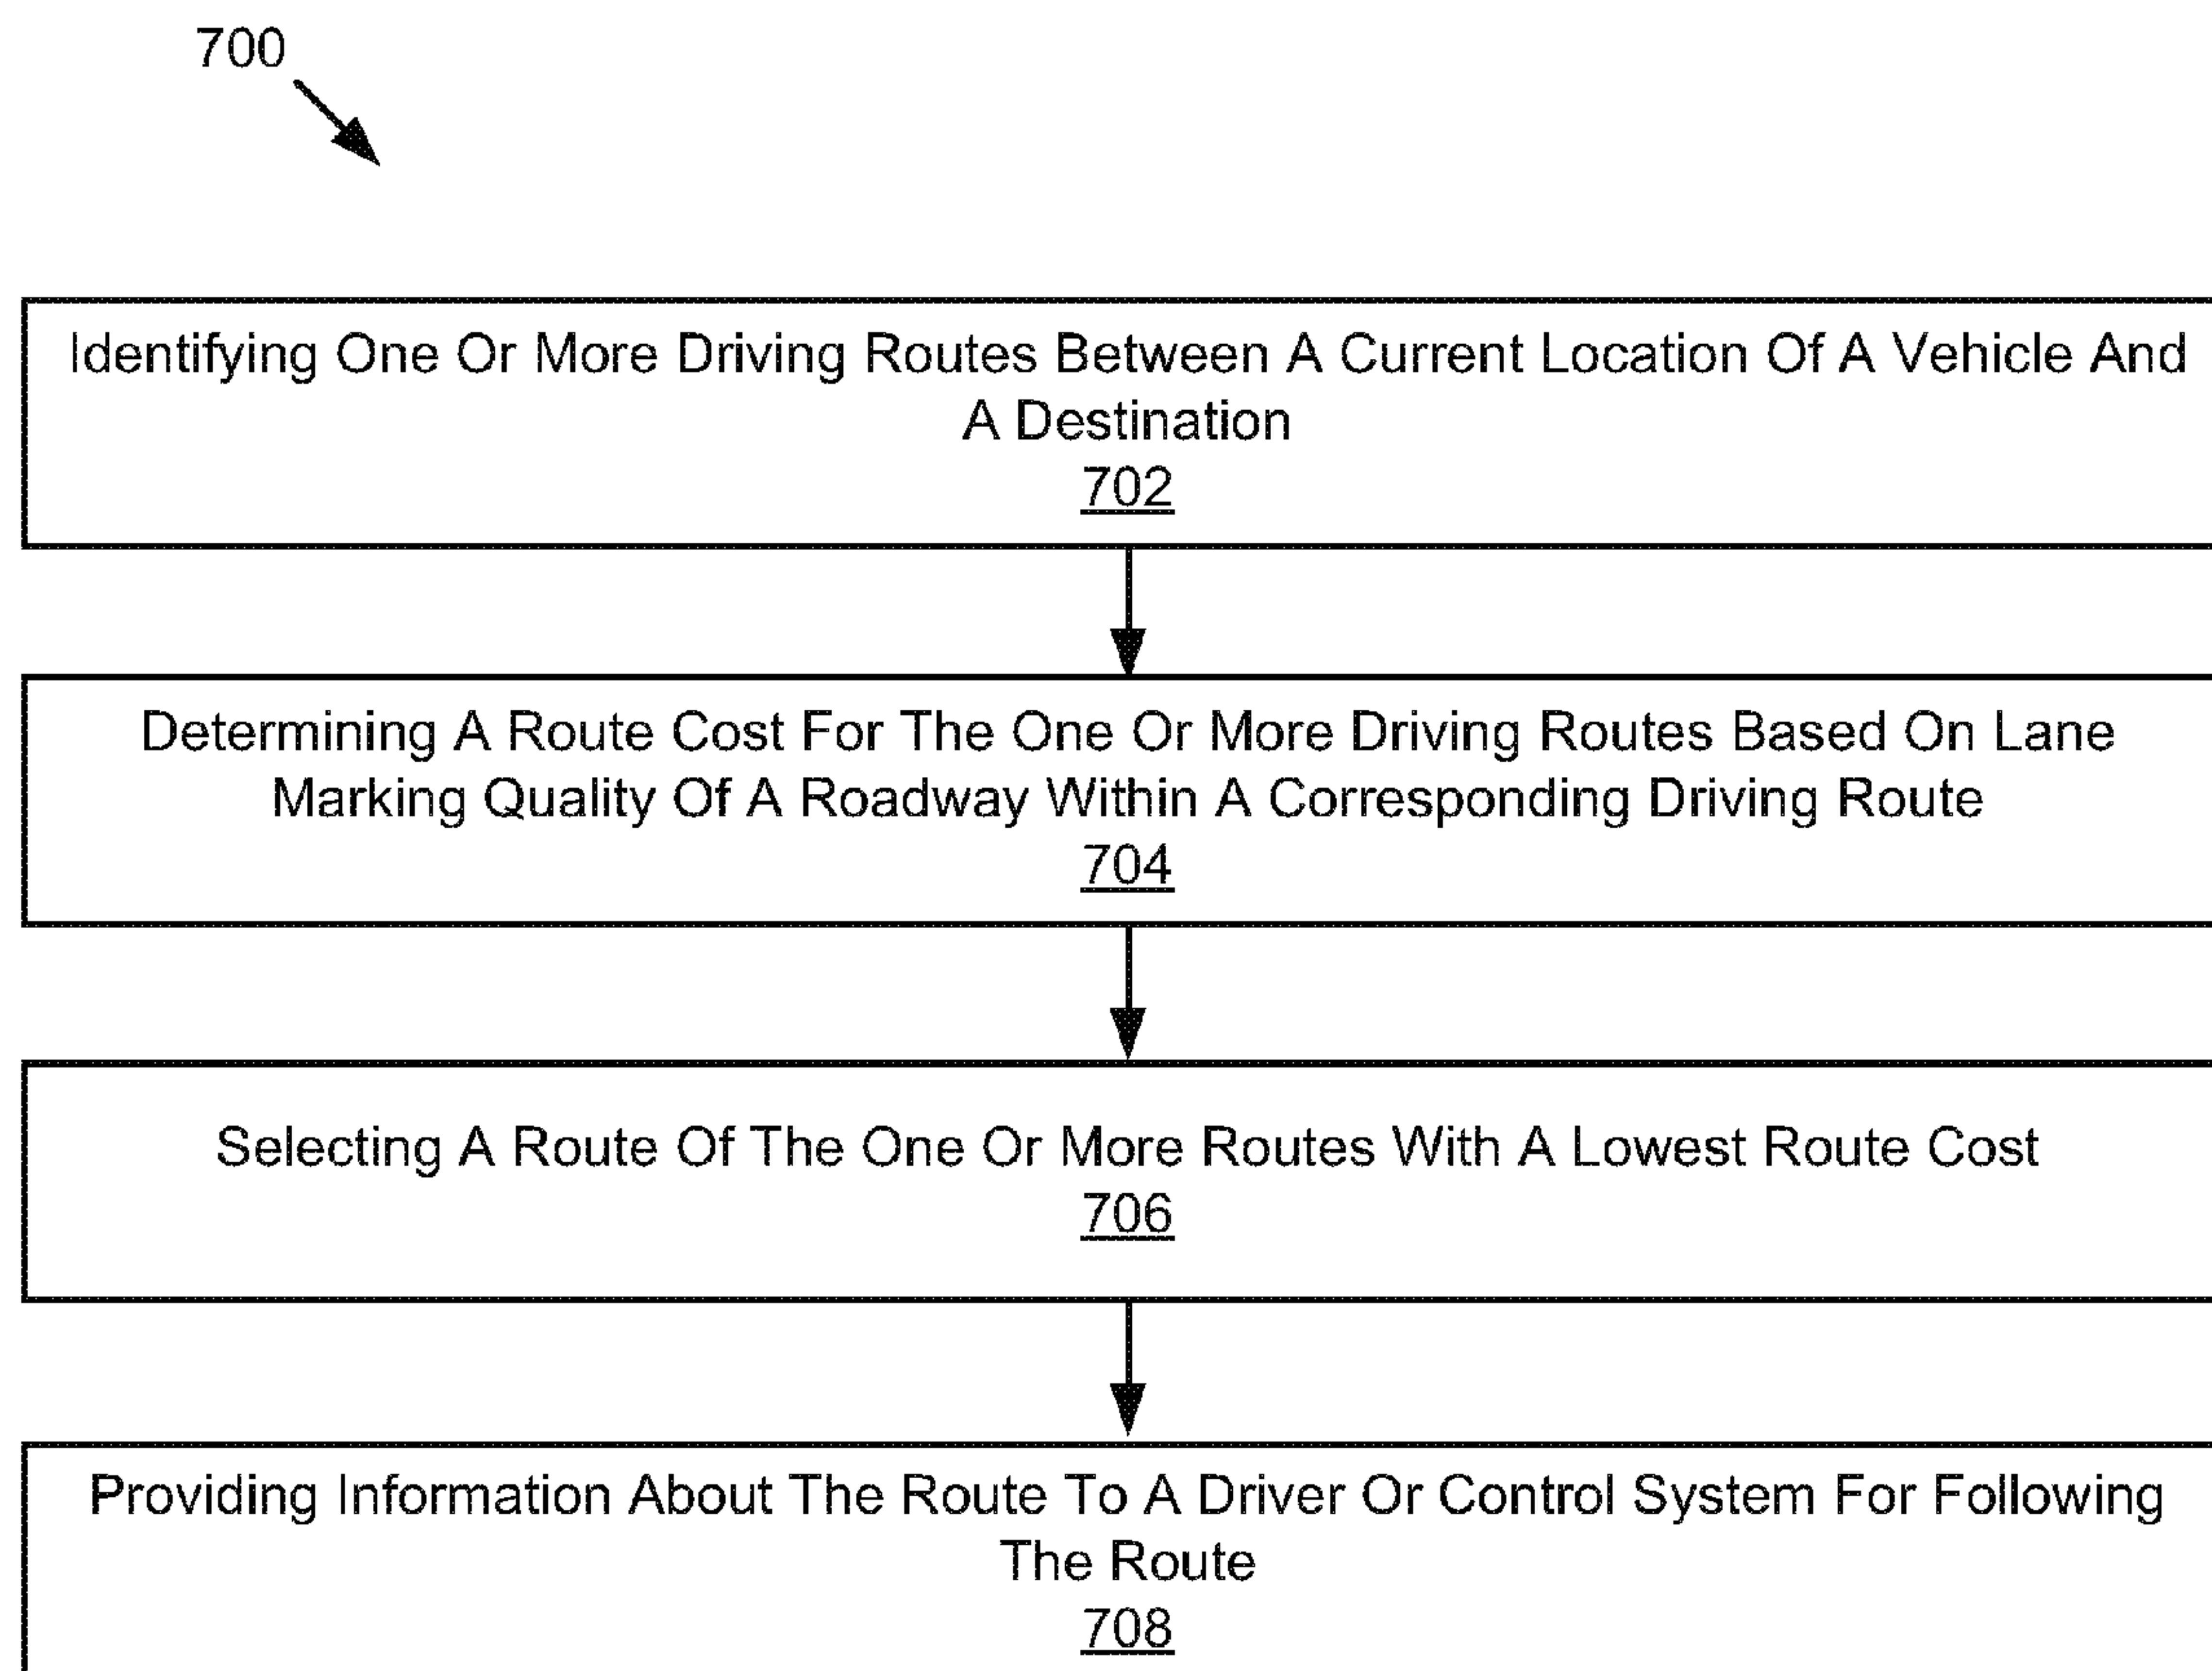 700
Identifying One Or More Driving Routes Between A Current Location Of A Vehicle And
A Destination
702
Determining A Route Cost For The One Or More Driving Routes Based On Lane
Marking Quality Of A Roadway Within A Corresponding Driving Route
704
Selecting A Route Of The One Or More Routes With A Lowest Route Cost
706
Providing Information About The Route To A Driver Or Control System For Following
The Route
708